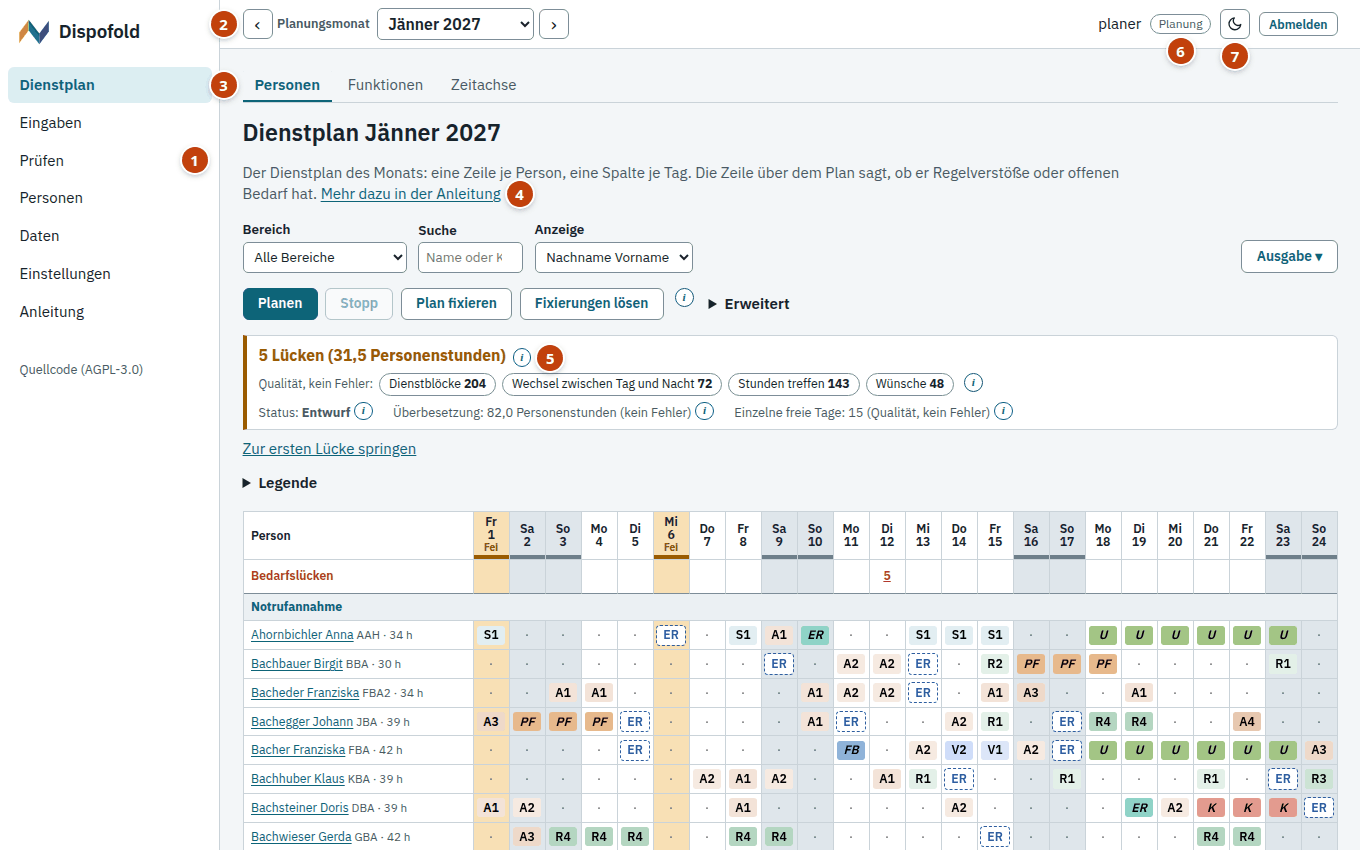 Dispofold
2 ‹ Planungsmonat Jänner 2027 ›
planer Planung Abmelden
6 7
Dienstplan
Eingaben
Prüfen 1
Personen
Daten
Einstellungen
Anleitung
Quellcode (AGPL-3.0)
3 Personen Funktionen Zeitachse
Dienstplan Jänner 2027
Der Dienstplan des Monats: eine Zeile je Person, eine Spalte je Tag. Die Zeile über dem Plan sagt, ob er Regelverstöße oder offenen
Bedarf hat. Mehr dazu in der Anleitung 4
Bereich Suche Anzeige
Alle Bereiche Name oder K Nachname Vorname Ausgabe ▾
Planen Stopp Plan fixieren Fixierungen lösen i ▶ Erweitert
5 Lücken (31,5 Personenstunden) i 5
Qualität, kein Fehler: Dienstblöcke 204 Wechsel zwischen Tag und Nacht 72 Stunden treffen 143 Wünsche 48 i
Status: Entwurf i Überbesetzung: 82,0 Personenstunden (kein Fehler) i Einzelne freie Tage: 15 (Qualität, kein Fehler) i
Zur ersten Lücke springen
▶ Legende
Person Fr 1 Fei Sa 2 So 3 Mo 4 Di 5 Mi 6 Fei Do 7 Fr 8 Sa 9 So 10 Mo 11 Di 12 Mi 13 Do 14 Fr 15 Sa 16 So 17 Mo 18 Di 19 Mi 20 Do 21 Fr 22 Sa 23 So 24
Bedarfslücken 5
Notrufannahme
Ahornbichler Anna AAH · 34 h S1 · · · · ER · S1 A1 ER · · S1 S1 S1 · · U U U U U U ·
Bachbauer Birgit BBA · 30 h · · · · · · · · ER · A2 A2 ER · R2 PF PF PF · · · · R1 ·
Bacheder Franziska FBA2 · 34 h · · A1 A1 · · · · · A1 A2 A2 ER · A1 A3 · · A1 · · · · ·
Bachegger Johann JBA · 39 h A3 PF PF PF ER · · · · A1 ER · · A2 R1 · ER R4 R4 · · A4 · ·
Bacher Franziska FBA · 42 h · · · · ER · · · · · FB · A2 V2 V1 A2 ER U U U U U U A3
Bachhuber Klaus KBA · 39 h · · · · · · A2 A1 A2 · · A1 R1 ER · · R1 · · · R1 · ER R3
Bachsteiner Doris DBA · 39 h A1 A2 · · · · · A1 · · · · · A2 · · · · ER A2 K K K ER
Bachwieser Gerda GBA · 42 h · A3 R4 R4 R4 · · R4 R4 · · · · · ER · · · · · R4 R4 · ·